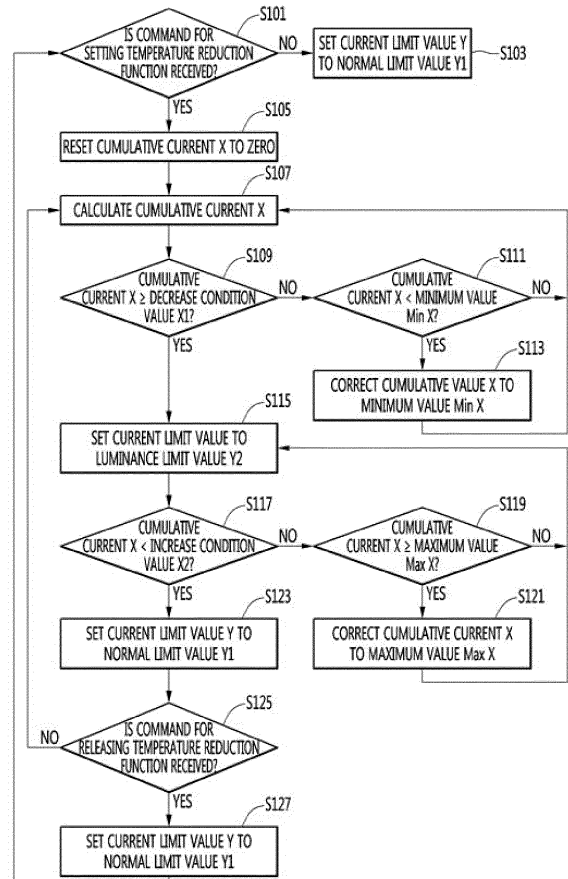 S101
IS COMMAND FOR
SETTING TEMPERATURE REDUCTION
FUNCTION RECEIVED?
NO
SET CURRENT LIMIT VALUE Y
TO NORMAL LIMIT VALUE Y1
S103
YES
S105
RESET CUMULATIVE CURRENT X TO ZERO
S107
CALCULATE CUMULATIVE CURRENT X
S109
CUMULATIVE
CURRENT X ≥ DECREASE CONDITION
VALUE X1?
NO
S111
CUMULATIVE
CURRENT X < MINIMUM VALUE
Min X?
NO
YES
YES
S113
CORRECT CUMULATIVE VALUE X TO
MINIMUM VALUE Min X
S115
SET CURRENT LIMIT VALUE TO
LUMINANCE LIMIT VALUE Y2
S117
CUMULATIVE
CURRENT X < INCREASE CONDITION
VALUE X2?
NO
S119
CUMULATIVE
CURRENT X ≥ MAXIMUM VALUE
Max X?
NO
YES
YES
S123
SET CURRENT LIMIT VALUE Y TO
NORMAL LIMIT VALUE Y1
S121
CORRECT CUMULATIVE CURRENT X
TO MAXIMUM VALUE Max X
S125
IS COMMAND FOR
RELEASING TEMPERATURE REDUCTION
FUNCTION RECEIVED?
NO
YES
S127
SET CURRENT LIMIT VALUE Y TO
NORMAL LIMIT VALUE Y1